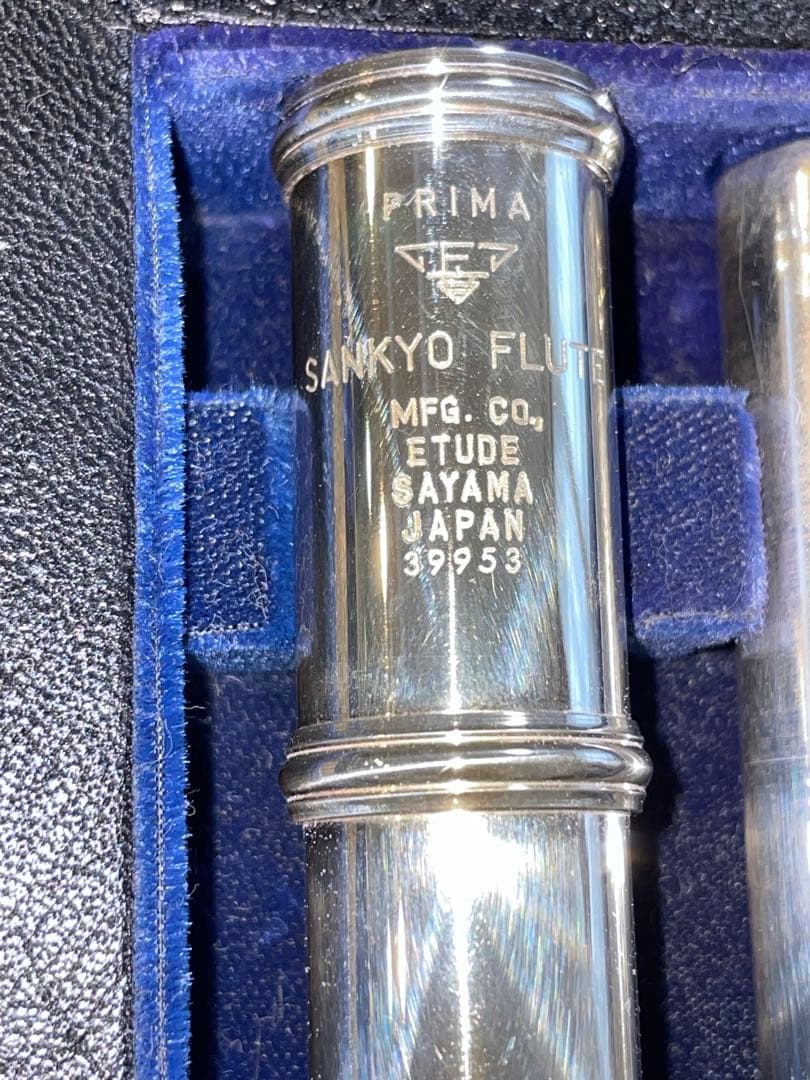 PRIMA
SANKYO FLUTE
MFG. CO.,
ETUDE
SAYAMA
JAPAN
39953